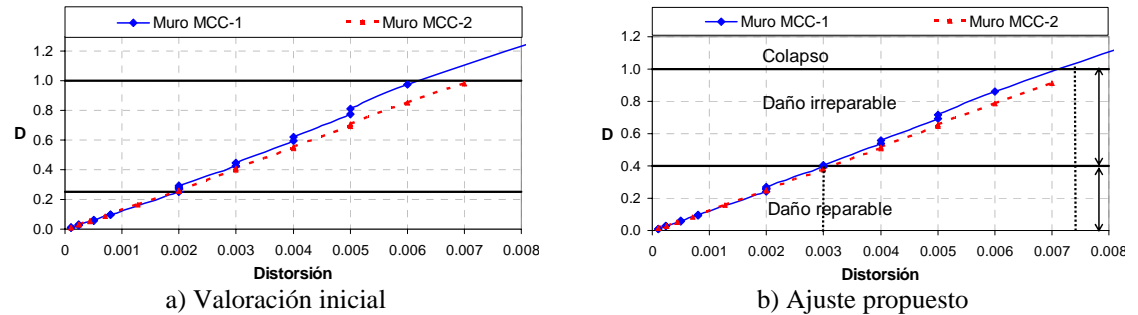 Muro MCC-1 Muro MCC-2
1.2
1.0
0.8
0.6
0.4
0.2
0.0
D
0 0.001 0.002 0.003 0.004 0.005 0.006 0.007 0.008
Distorsión
a) Valoración inicial
Muro MCC-1 Muro MCC-2
1.2
Colapso
1.0
Daño irreparable
0.8
0.6
0.4
Daño reparable
0.2
0.0
D
0 0.001 0.002 0.003 0.004 0.005 0.006 0.007 0.008
Distorsión
b) Ajuste propuesto